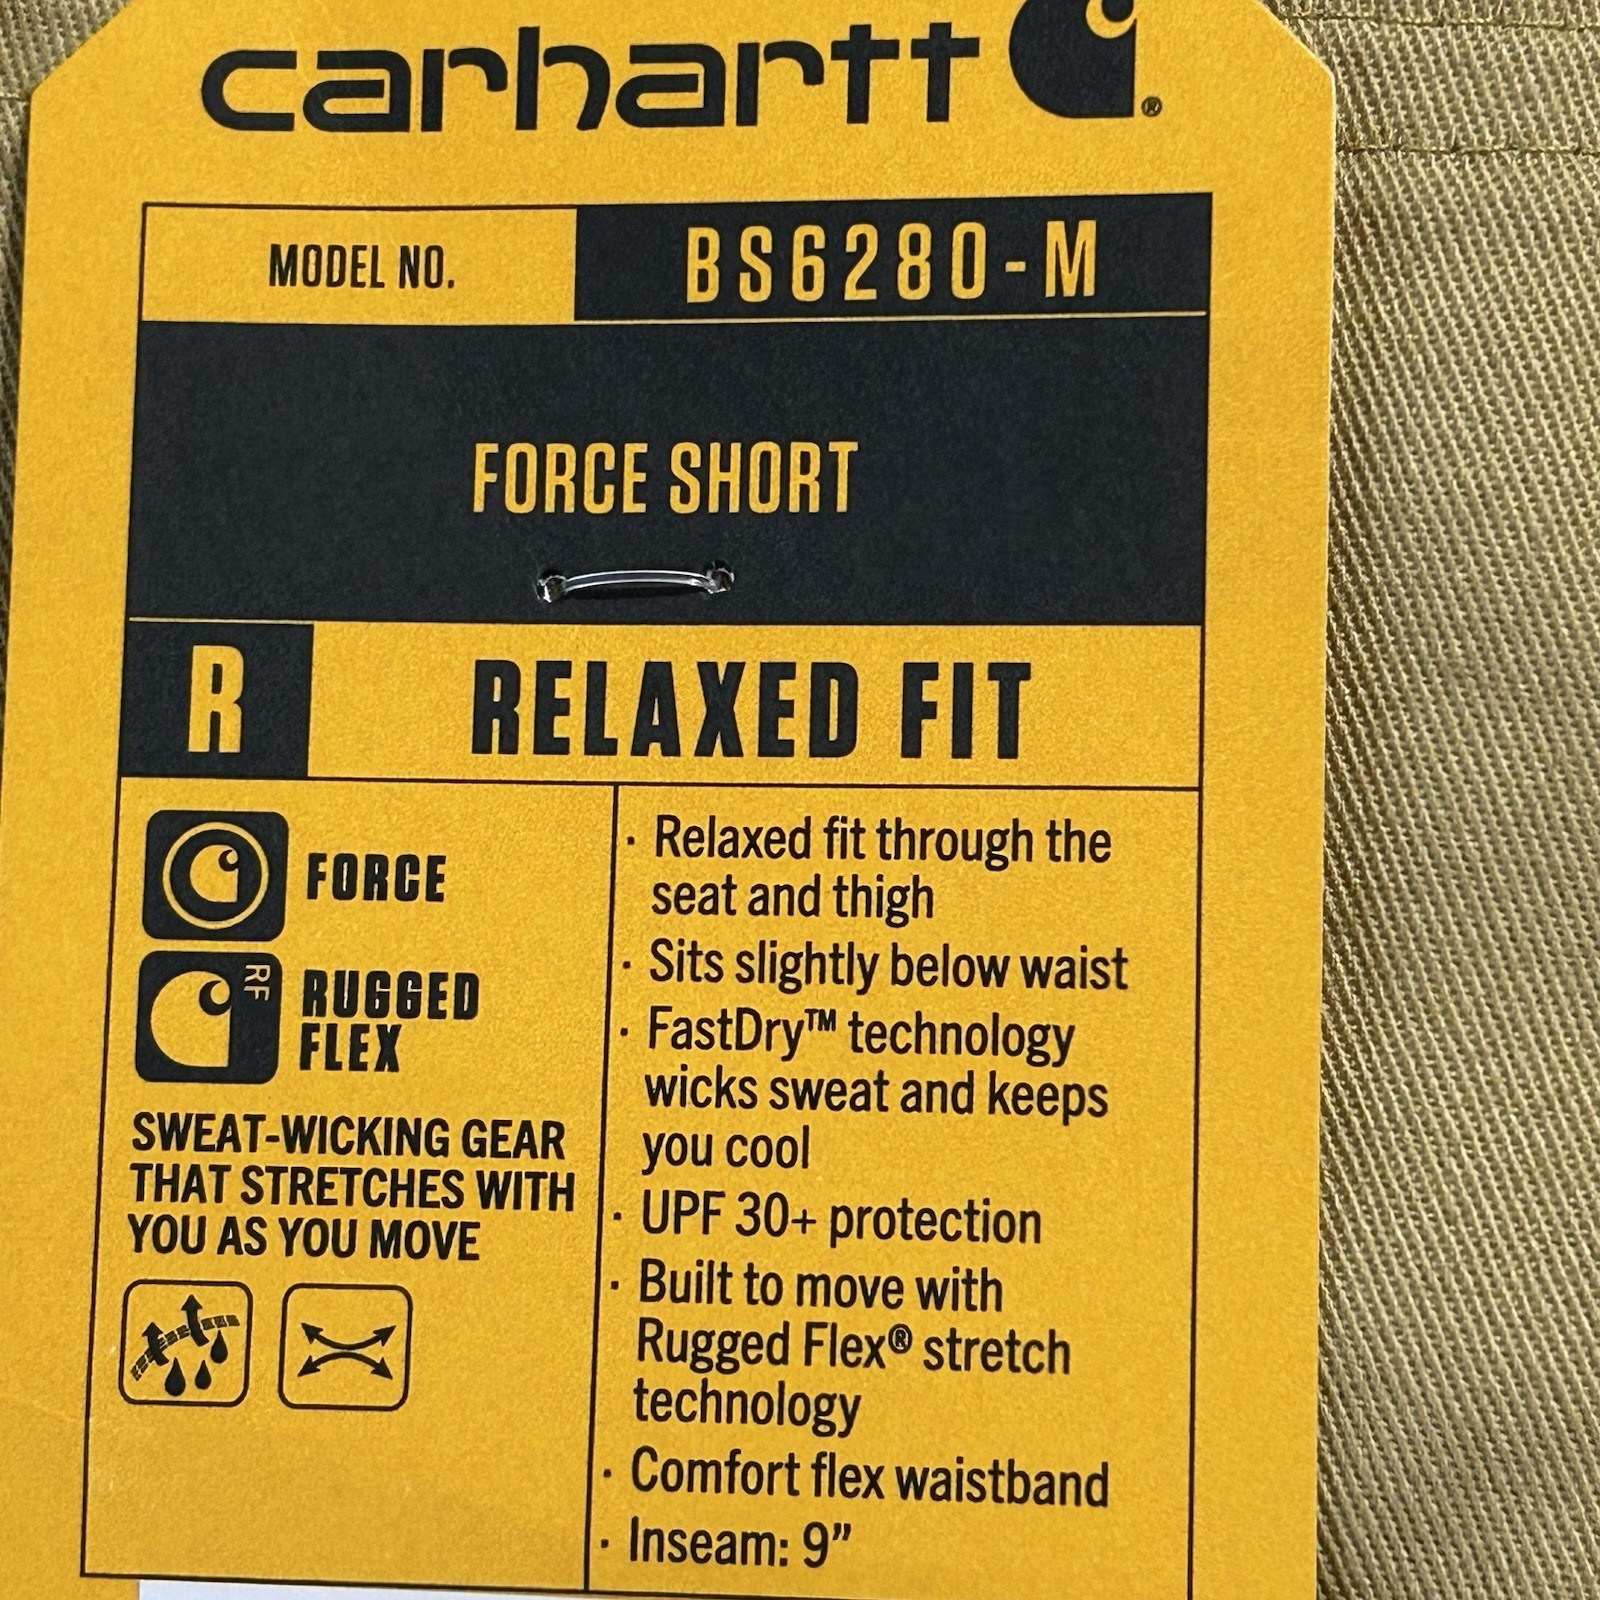 carhartt ®
MODEL NO. BS6280-M
FORCE SHORT
R RELAXED FIT
FORCE
RF
RUGGED
FLEX
SWEAT-WICKING GEAR
THAT STRETCHES WITH
YOU AS YOU MOVE
· Relaxed fit through the
seat and thigh
· Sits slightly below waist
· FastDry™ technology
wicks sweat and keeps
you cool
· UPF 30+ protection
· Built to move with
Rugged Flex® stretch
technology
· Comfort flex waistband
· Inseam: 9”